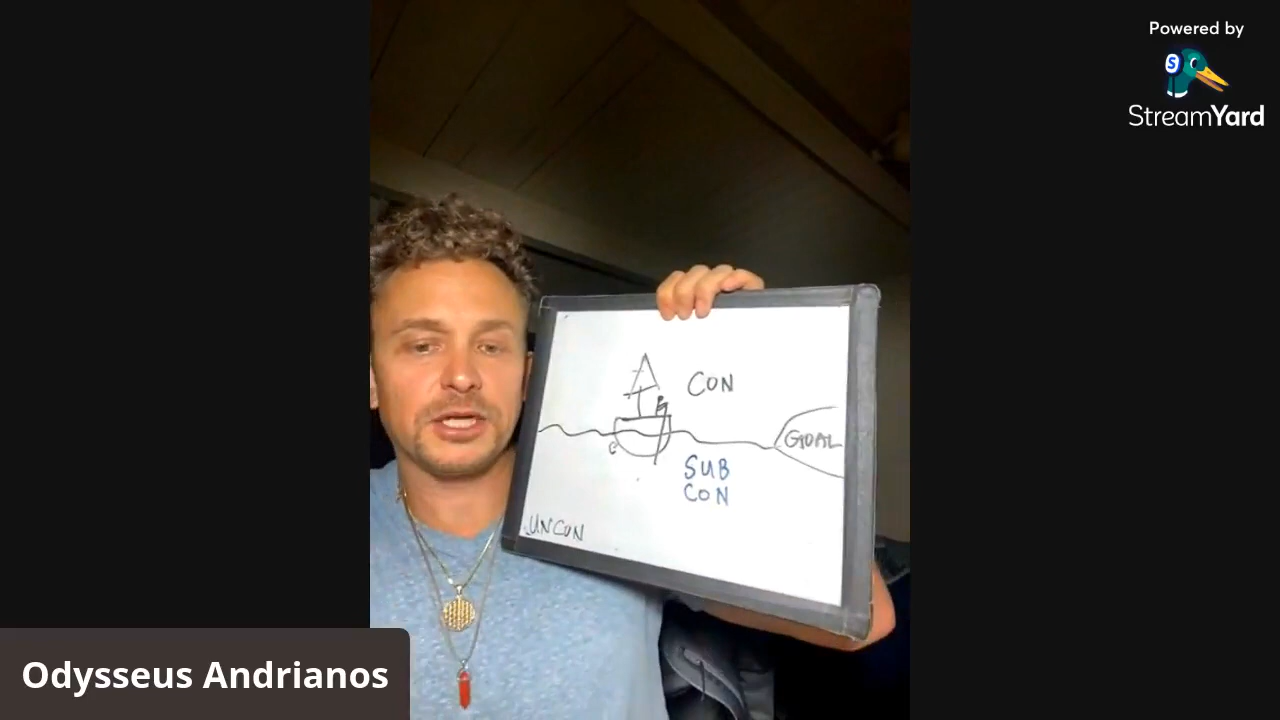 Powered by
S
StreamYard
CON
GOAL
SUB
CON
UNCON
Odysseus Andrianos